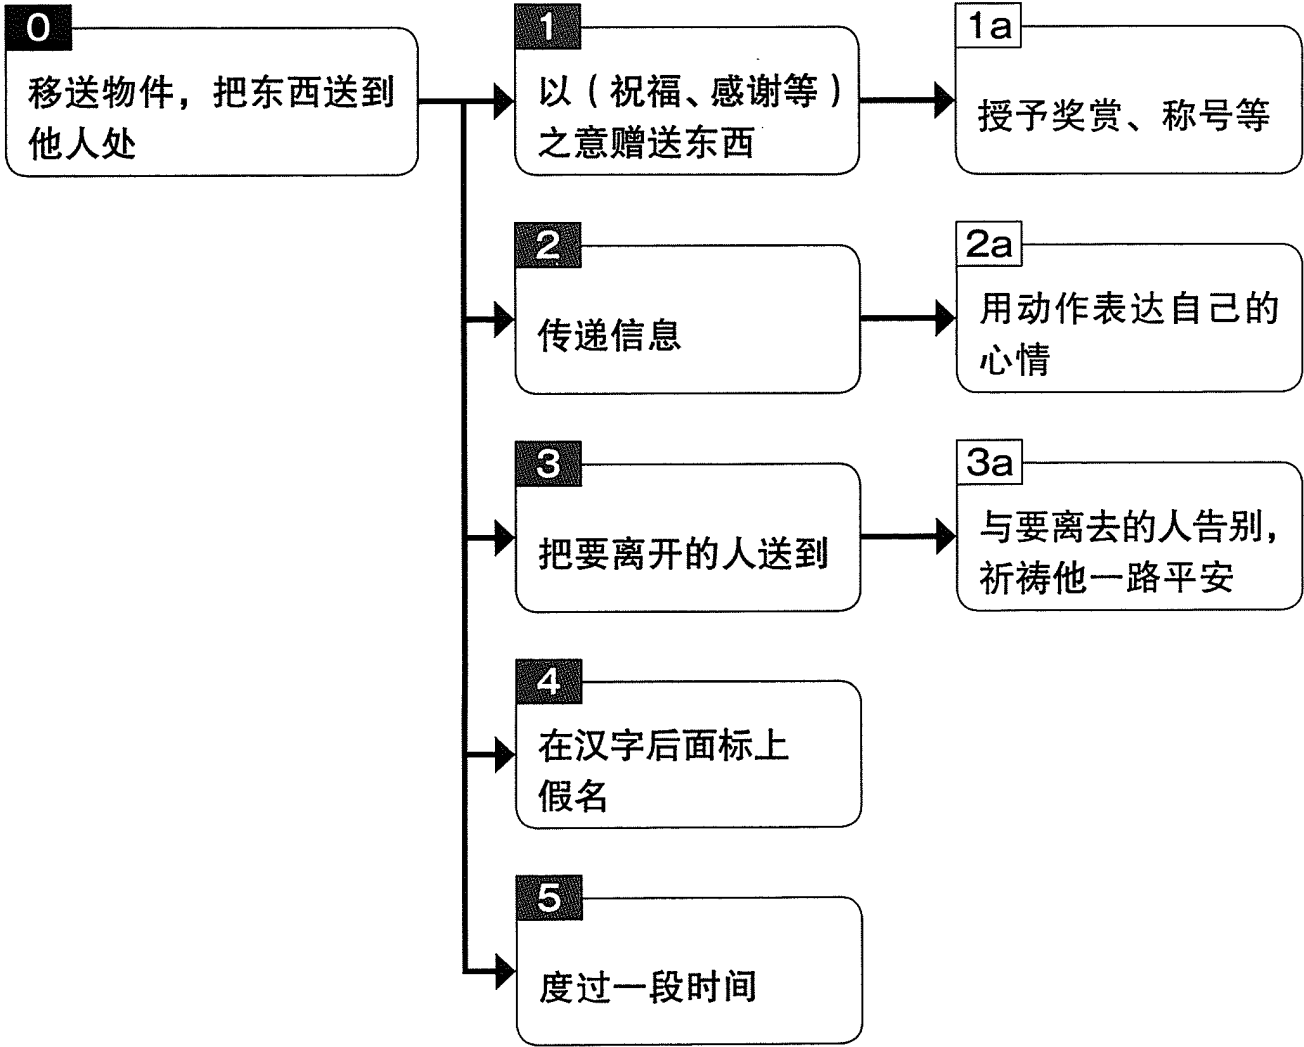 0
移送物件，把东西送到
他人处
1
以（祝福、感谢等）
之意赠送东西
1a
授予奖赏、称号等
2
传递信息
2a
用动作表达自己的
心情
3
把要离开的人送到
3a
与要离去的人告别，
祈祷他一路平安
4
在汉字后面标上
假名
5
度过一段时间